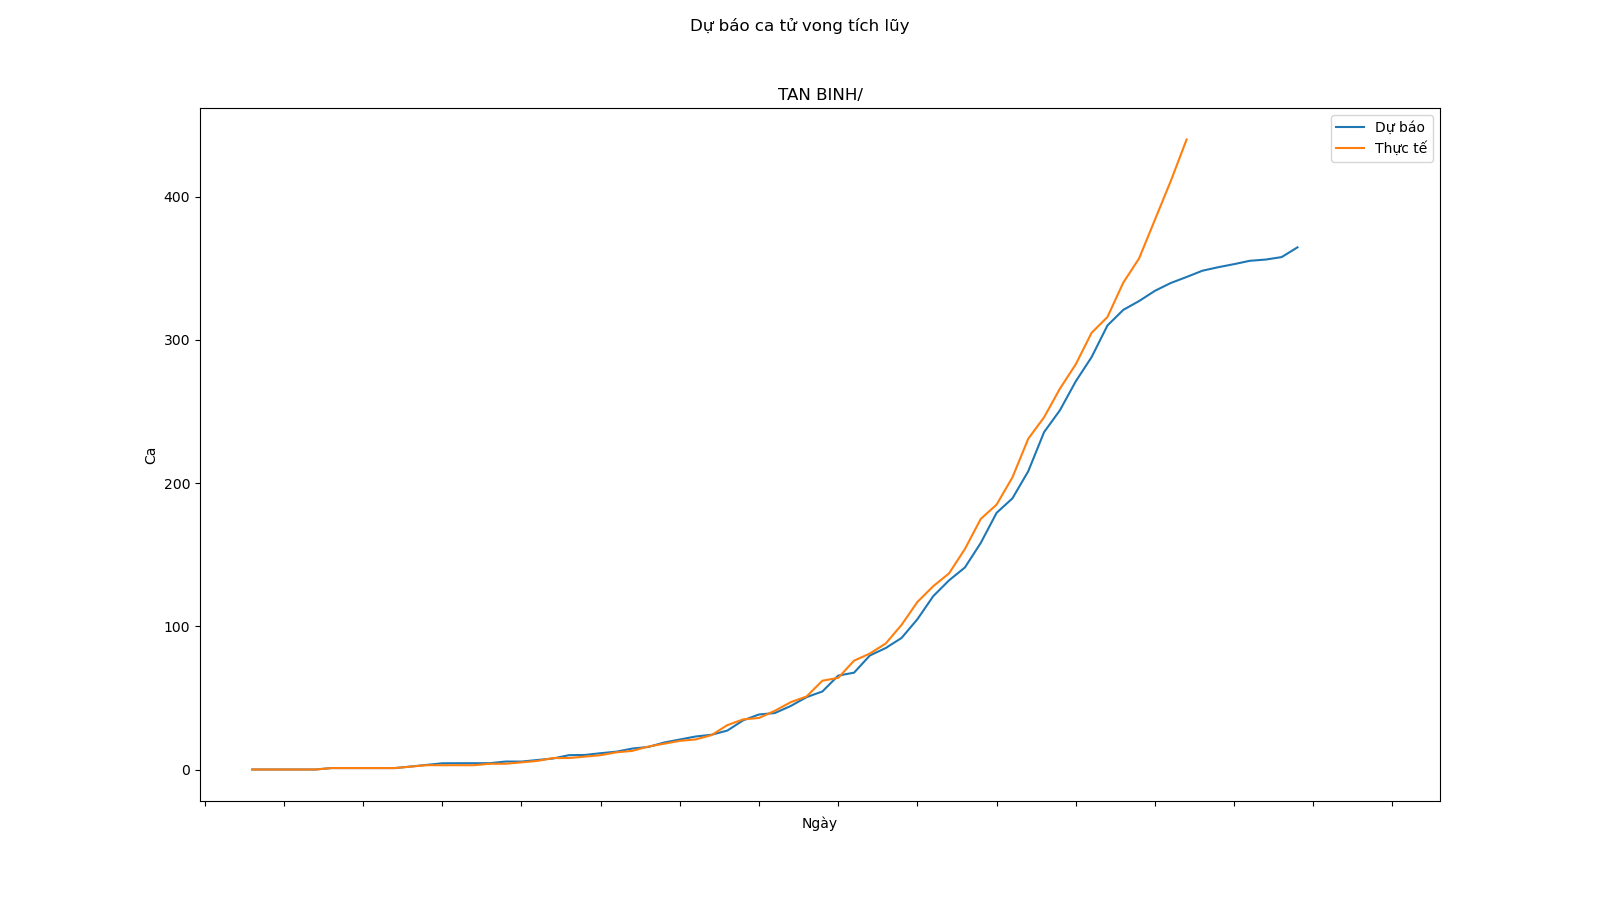 Dự báo ca tử vong tích lũy
TAN BINH/
Dự báo
Thực tế
400
300
200
100
0
Ca
Ngày